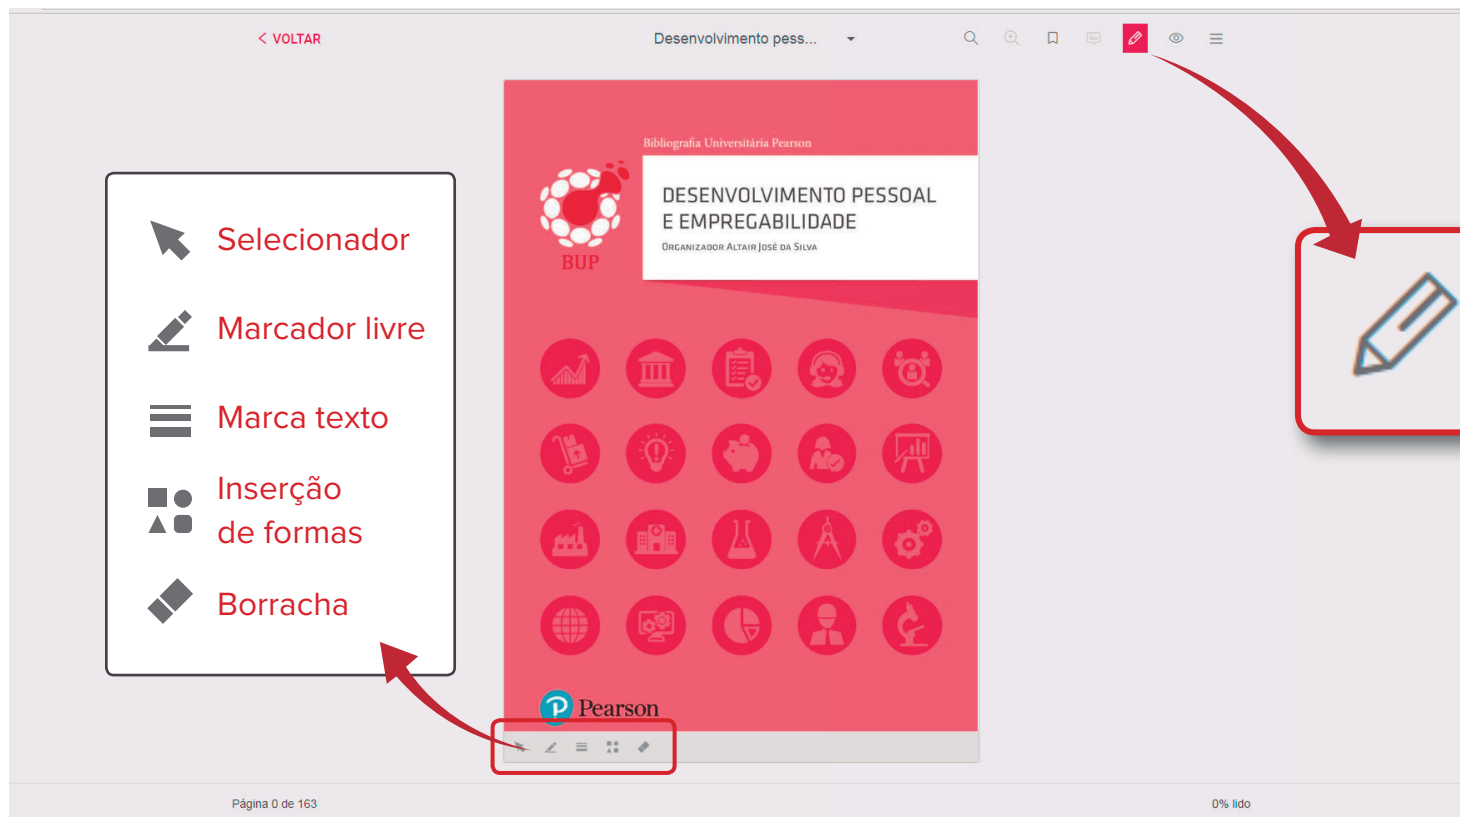 < VOLTAR
Desenvolvimento pess...
Bibliografia Universitária Pearson
DESENVOLVIMENTO PESSOAL
E EMPREGABILIDADE
ORGANIZADOR ALTAIR JOSÉ DA SILVA
BUP
Selecionador
Marcador livre
Marca texto
Inserção
de formas
Borracha
Pearson
Página 0 de 163
0% lido